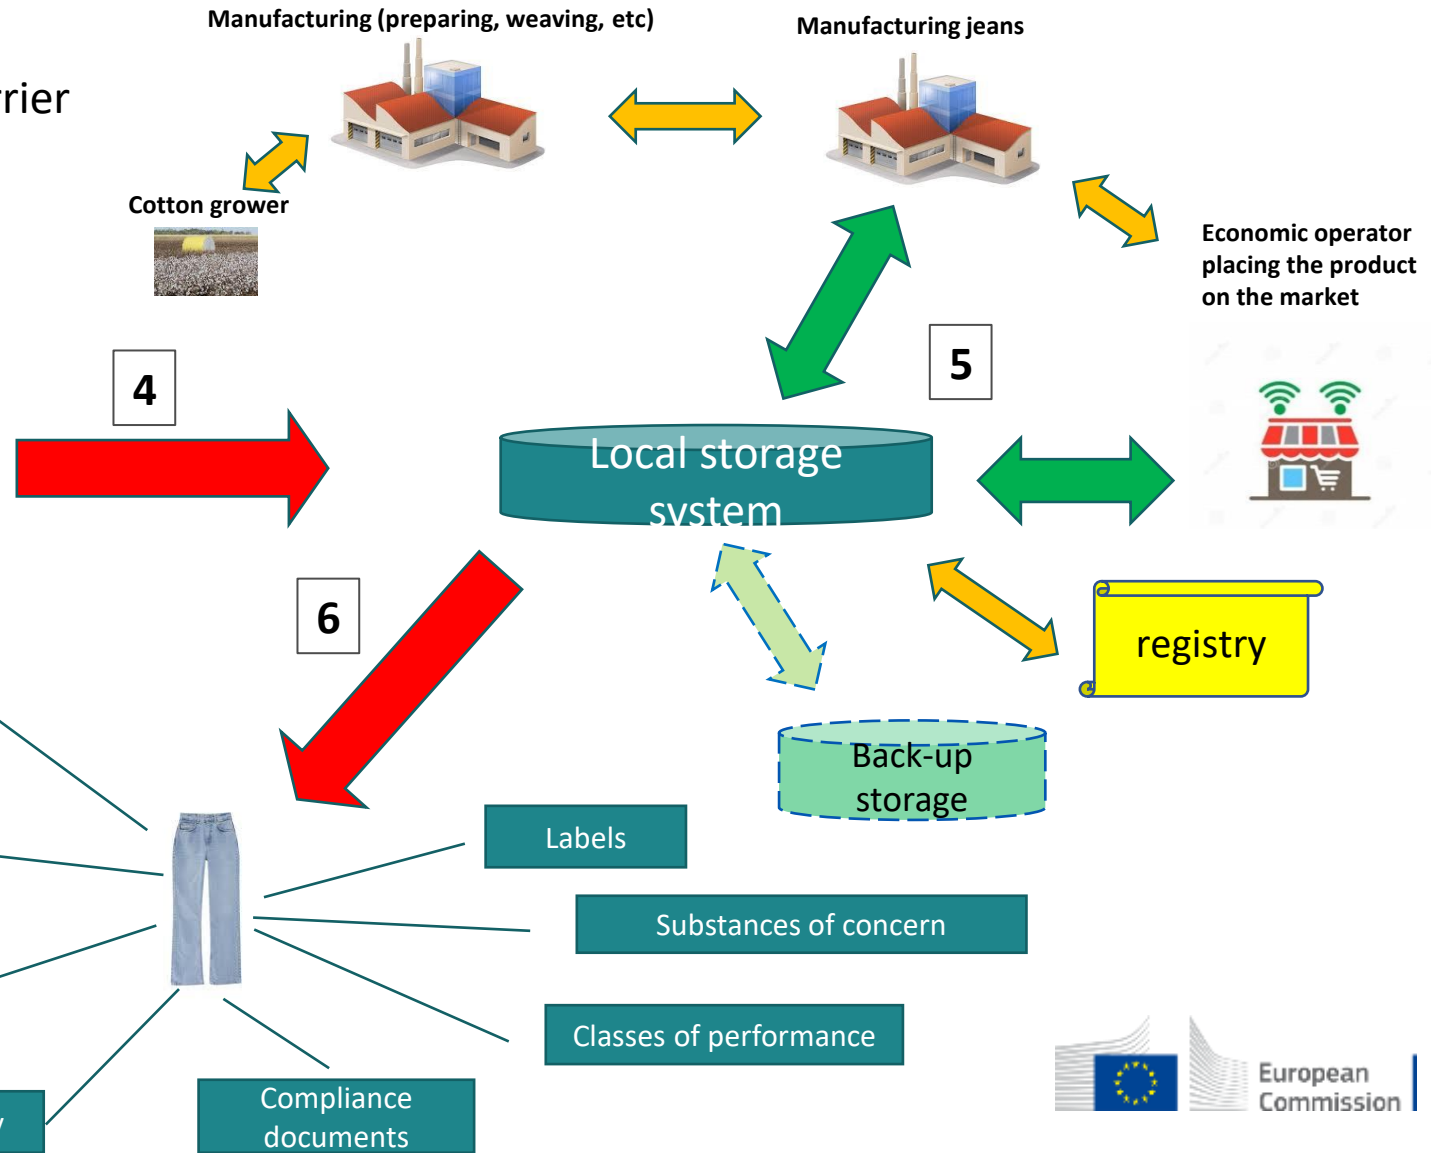 Manufacturing (preparing, weaving, etc)
Manufacturing jeans
Cotton grower
Economic operator
placing the product
on the market
4
5
Local storage
system
6
registry
Back-up
storage
Labels
Substances of concern
Classes of performance
Compliance
documents
European
Commission